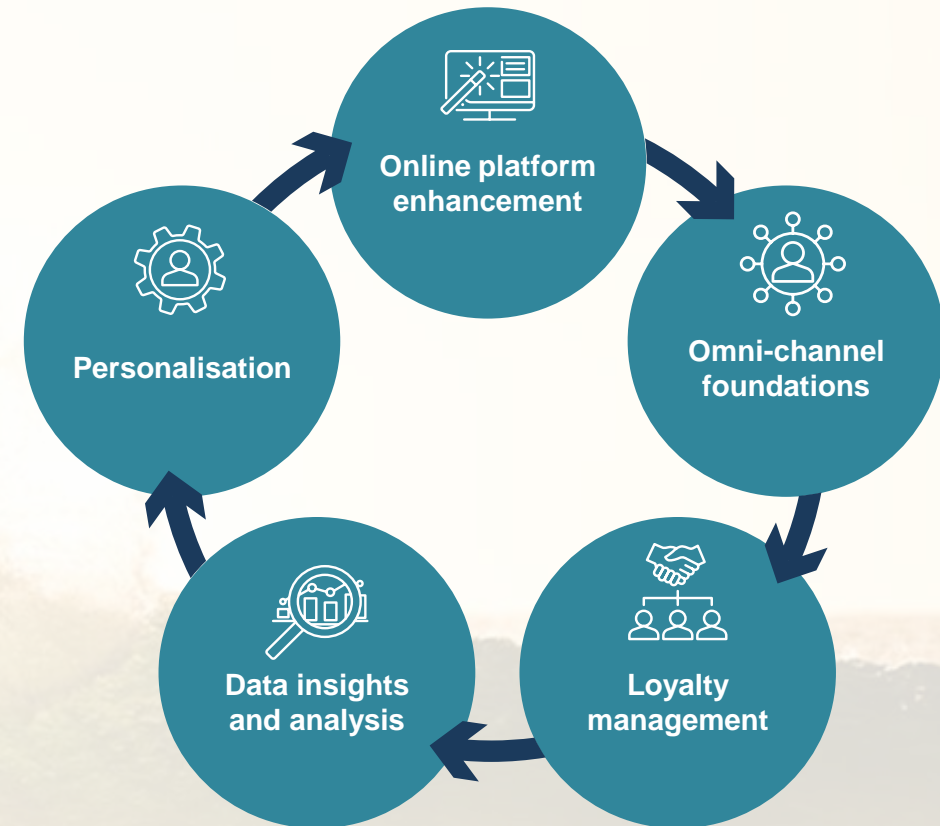 Online platform
enhancement
Omni-channel
foundations
Loyalty
management
Data insights
and analysis
Personalisation